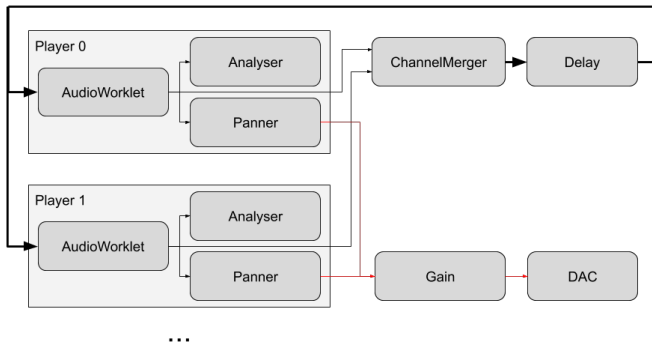 Player 0
Analyser
ChannelMerger
Delay
AudioWorklet
Panner
Player 1
Analyser
AudioWorklet
Panner
Gain
DAC
...